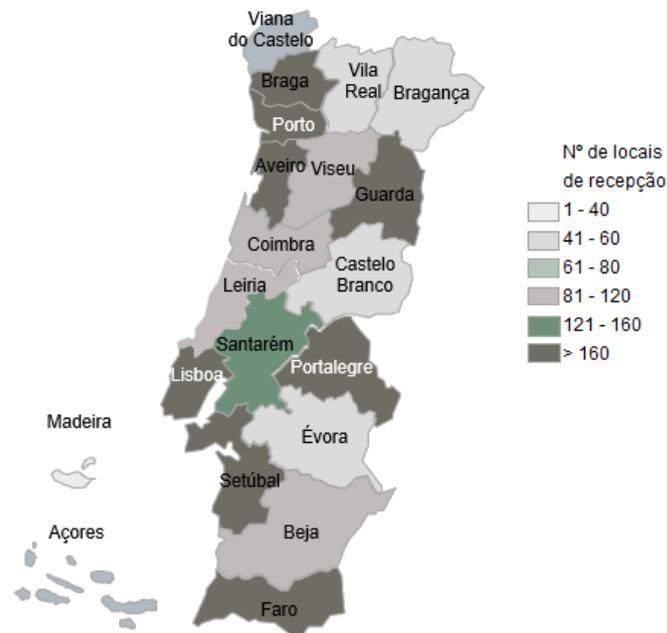 Viana
do Castelo
Braga
Vila
Real
Bragança
Porto
Aveiro
Viseu
Guarda
Coimbra
Castelo
Branco
Leiria
Santarém
Lisboa
Portalegre
Évora
Setúbal
Beja
Faro
Madeira
Açores
Nº de locais
de recepção
1 - 40
41 - 60
61 - 80
81 - 120
121 - 160
> 160